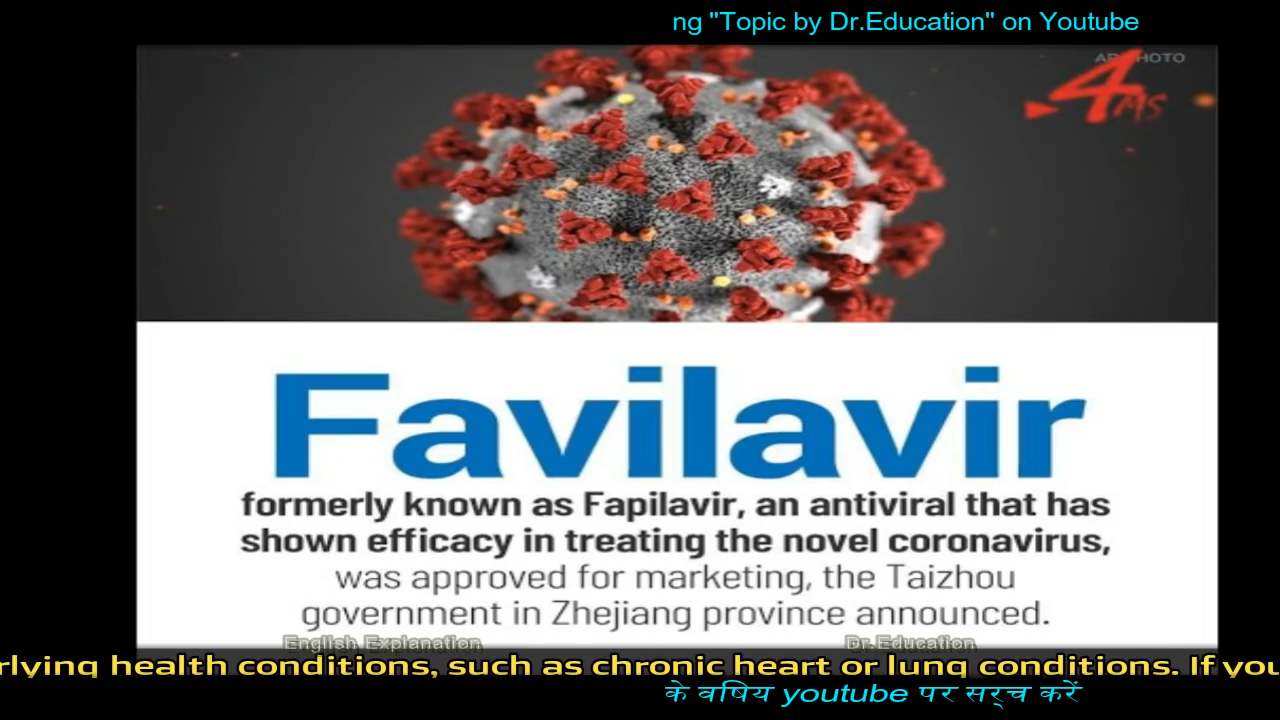 ng "Topic by Dr.Education" on Youtube
4
AMS
Favilavir
formerly known as Fapilavir, an antiviral that has
shown efficacy in treating the novel coronavirus,
was approved for marketing, the Taizhou
government in Zhejiang province announced.
English Explanation
Dr.Education
rlying health conditions, such as chronic heart or lung conditions. If you
के विषिय youtube पर सर्च करें